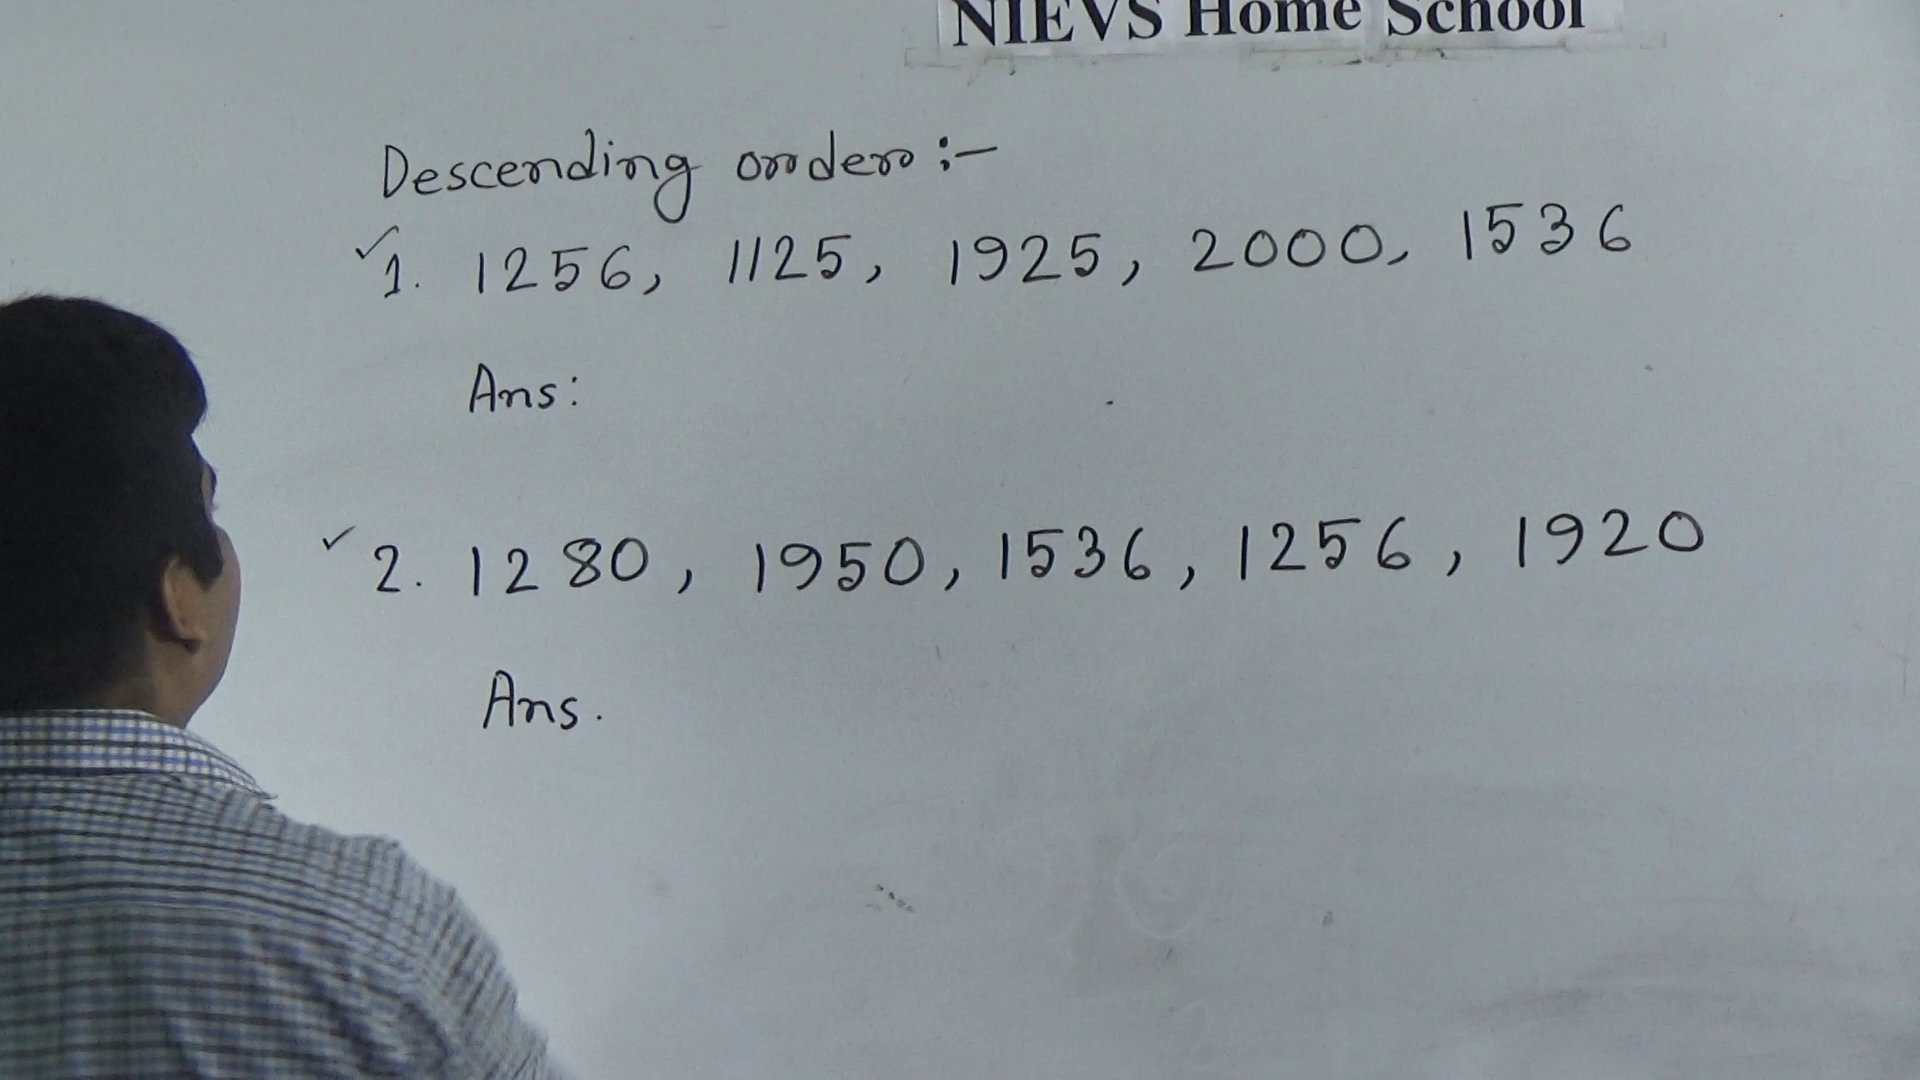 NIEVS Home School
Descending order :-
1. 1256, 1125, 1925, 2000, 1536
Ans:
2. 1280, 1950, 1536, 1256, 1920
Ans.